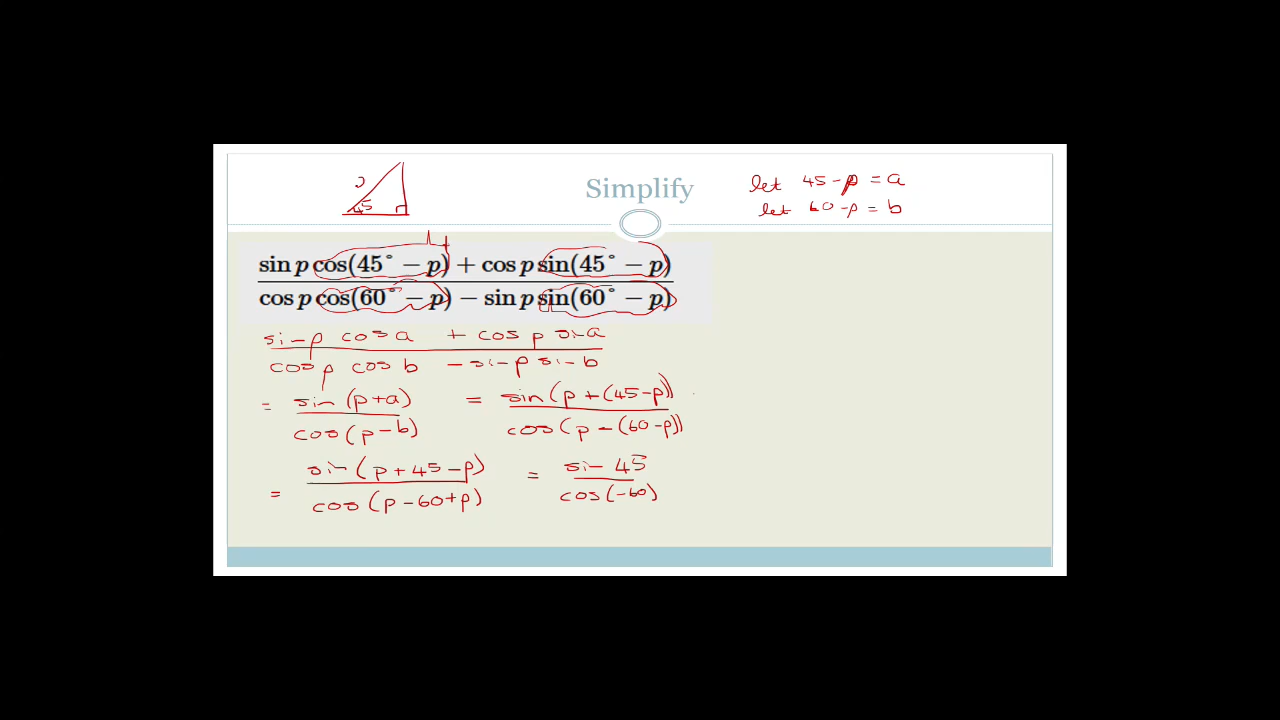 Simplify
let 45-p = a
let 60-p = b
45
sin p cos(45° − p) + cos p sin(45° − p)
cos p cos(60° − p) − sin p sin(60° − p)
sin p cos a + cos p sin a
cos p cos b - sin p sin b
= sin (p+a) = sin (p + (45-p))
cos (p - b) cos (p - (60-p))
= sin (p + 45 - p) = sin 45
cos (p - 60 + p) cos (-60)